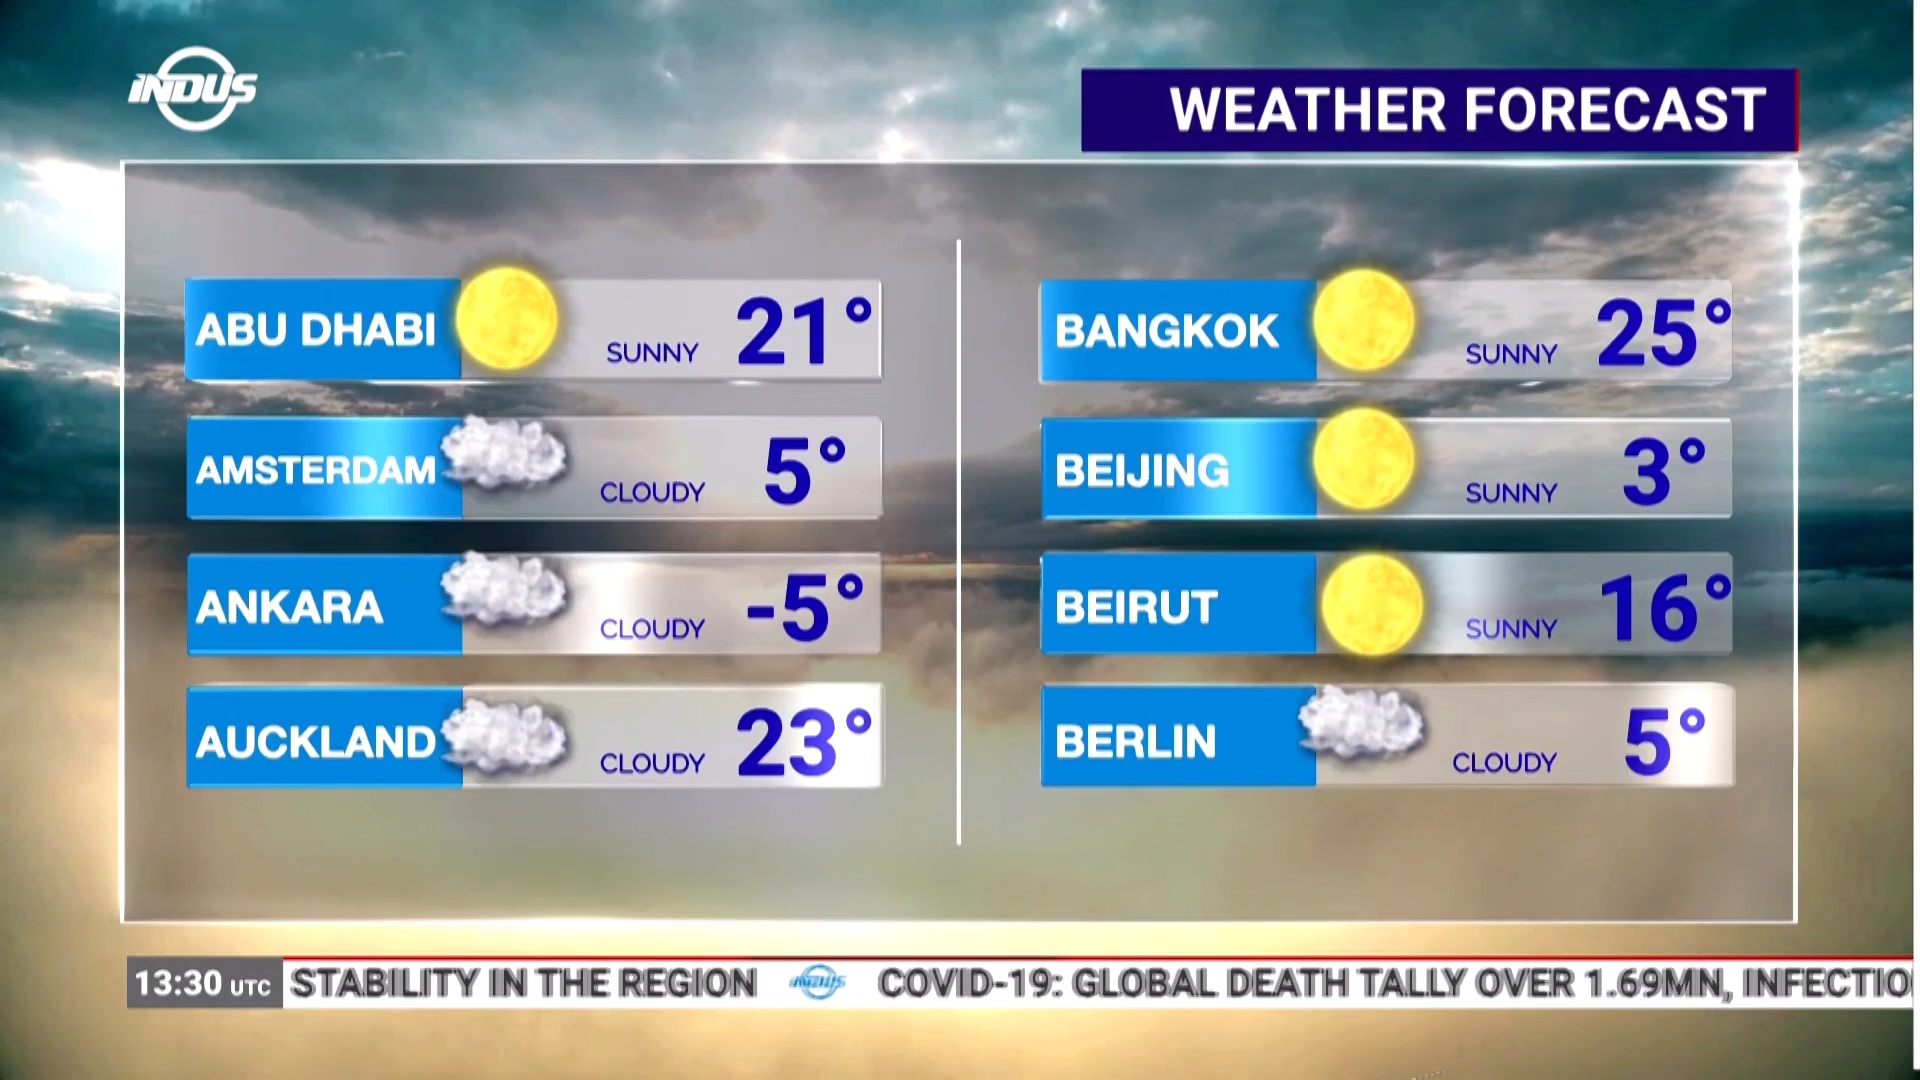 INDUS
WEATHER FORECAST
ABU DHABI SUNNY 21°
AMSTERDAM CLOUDY 5°
ANKARA CLOUDY -5°
AUCKLAND CLOUDY 23°
BANGKOK SUNNY 25°
BEIJING SUNNY 3°
BEIRUT SUNNY 16°
BERLIN CLOUDY 5°
13:30 UTC STABILITY IN THE REGION INDUS COVID-19: GLOBAL DEATH TALLY OVER 1.69MN, INFECTIO